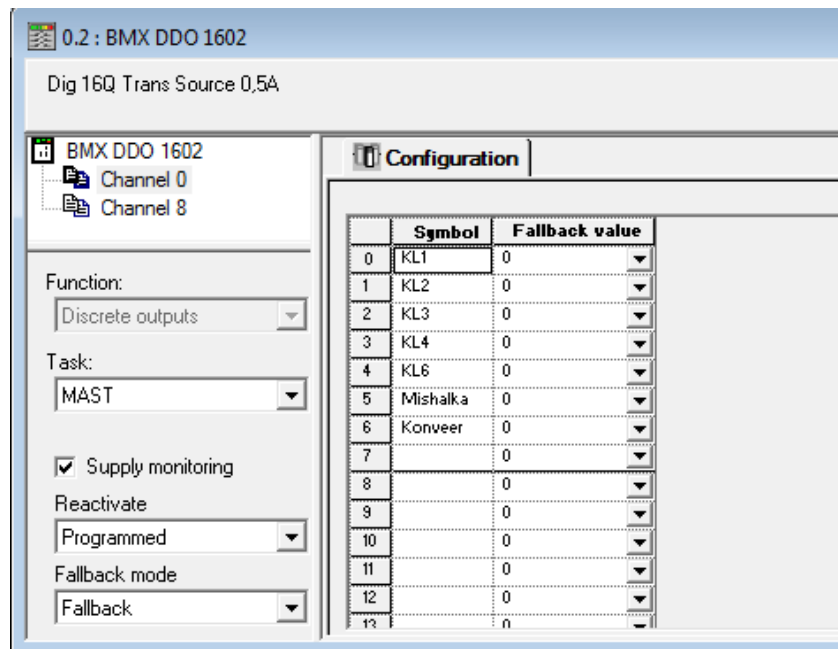 0.2 : BMX DDO 1602
Dig 16Q Trans Source 0,5A
BMX DDO 1602
Channel 0
Channel 8
Function:
Discrete outputs
Task:
MAST
Supply monitoring
Reactivate
Programmed
Fallback mode
Fallback
Configuration
Symbol Fallback value
0 KL1 0
1 KL2 0
2 KL3 0
3 KL4 0
4 KL6 0
5 Mishalka 0
6 Konveer 0
7 0
8 0
9 0
10 0
11 0
12 0
13 0